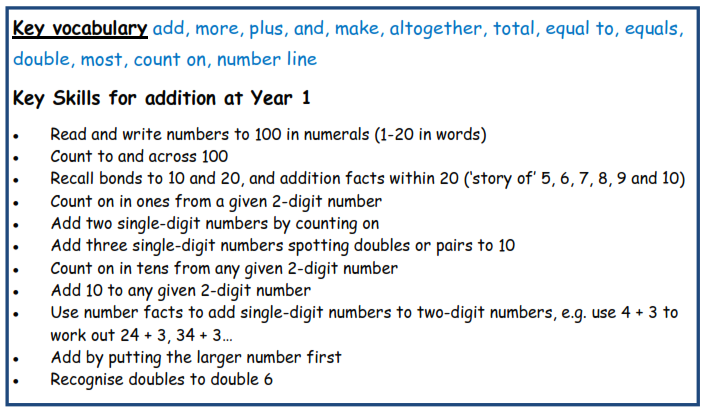 Key vocabulary add, more, plus, and, make, altogether, total, equal to, equals,
double, most, count on, number line
Key Skills for addition at Year 1
• Read and write numbers to 100 in numerals (1-20 in words)
• Count to and across 100
• Recall bonds to 10 and 20, and addition facts within 20 (‘story of’ 5, 6, 7, 8, 9 and 10)
• Count on in ones from a given 2-digit number
• Add two single-digit numbers by counting on
• Add three single-digit numbers spotting doubles or pairs to 10
• Count on in tens from any given 2-digit number
• Add 10 to any given 2-digit number
• Use number facts to add single-digit numbers to two-digit numbers, e.g. use 4 + 3 to
work out 24 + 3, 34 + 3…
• Add by putting the larger number first
• Recognise doubles to double 6